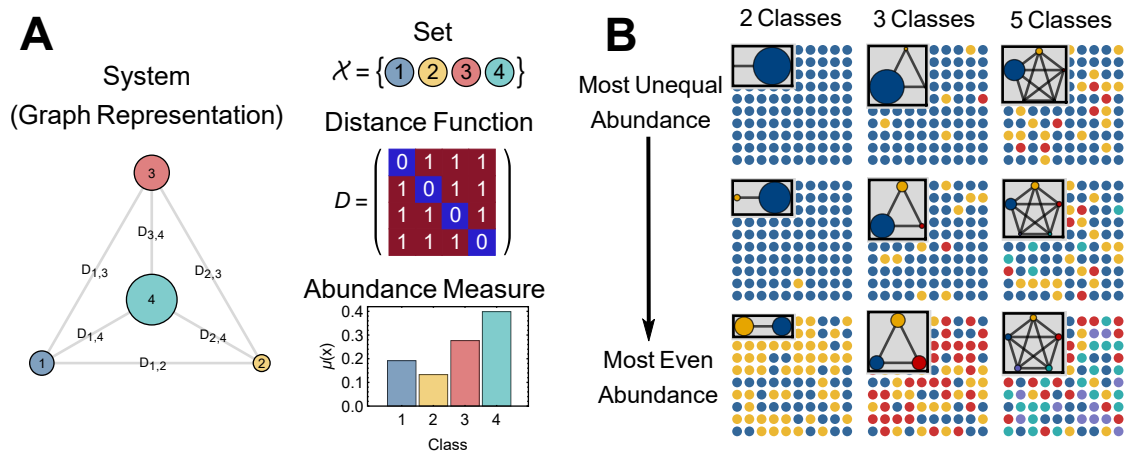 A
System
(Graph Representation)
3
D3,4
D1,3
D2,3
4
D1,4
D2,4
1
D1,2
2
Set
𝒳 = {1 2 3 4}
Distance Function
D =
0 1 1 1
1 0 1 1
1 1 0 1
1 1 1 0
Abundance Measure
μ(x)
0.4
0.3
0.2
0.1
0.0
1 2 3 4
Class
B
2 Classes 3 Classes 5 Classes
Most Unequal
Abundance
Most Even
Abundance